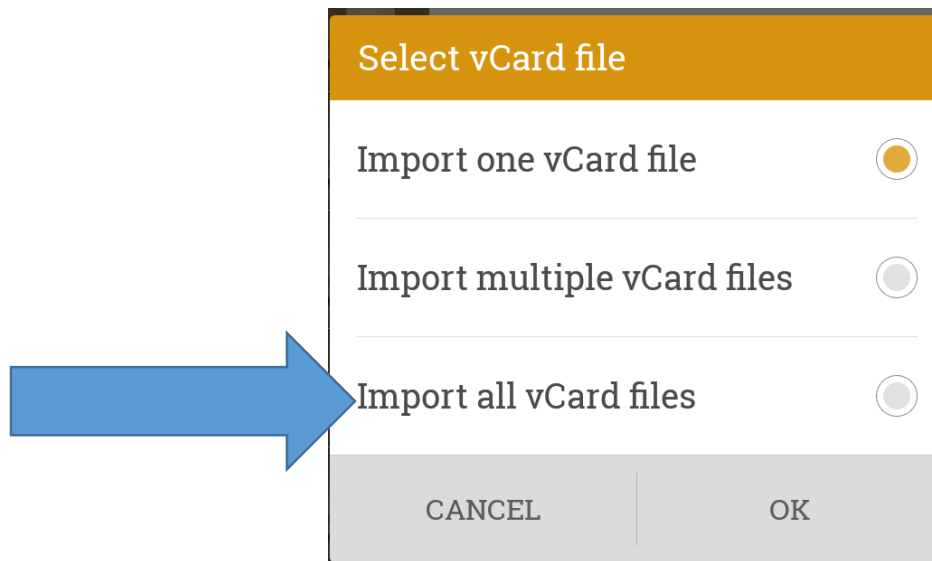 Select vCard file
Import one vCard file
Import multiple vCard files
Import all vCard files
CANCEL
OK